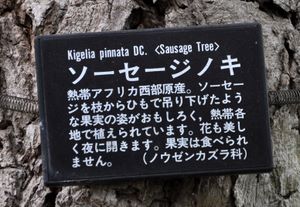 Kigelia pinnata DC. <Sausage Tree>
ソーセージノキ
熱帯アフリカ西部原産。ソーセー
ジを枝からひもで吊り下げたよう
な果実の姿がおもしろく，熱帯各
地で植えられています。花も美し
く夜に開きます。果実は食べられ
ません。（ノウゼンカズラ科）